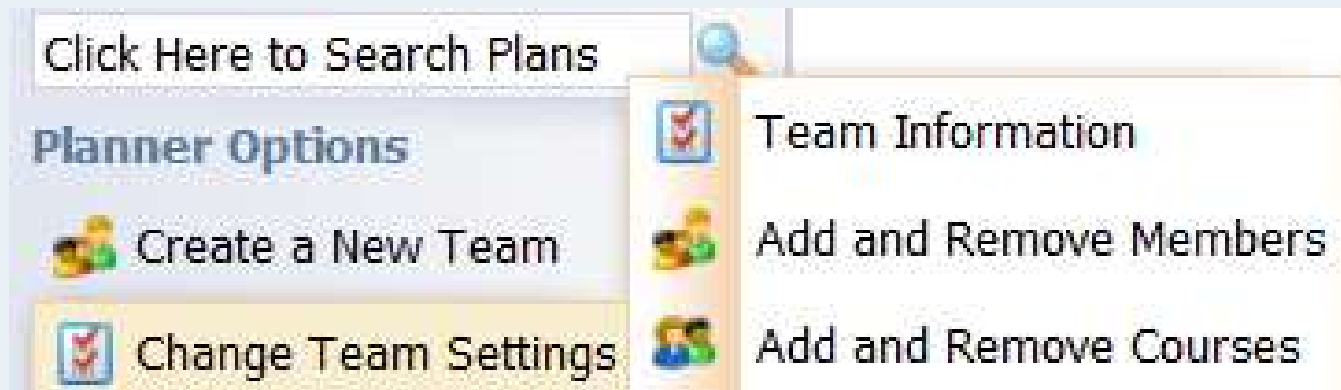 Click Here to Search Plans
Planner Options
Create a New Team
Change Team Settings
Team Information
Add and Remove Members
Add and Remove Courses